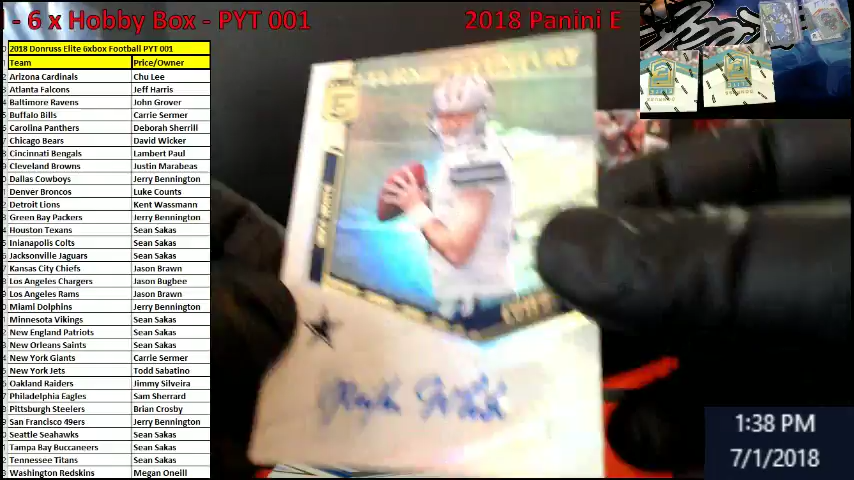 - 6 x Hobby Box - PYT 001
2018 Panini E
2018 Donruss Elite 6xbox Football PYT 001
Team Price/Owner
Arizona Cardinals Chu Lee
Atlanta Falcons Jeff Harris
Baltimore Ravens John Grover
Buffalo Bills Carrie Sermer
Carolina Panthers Deborah Sherrill
Chicago Bears David Wicker
Cincinnati Bengals Lambert Paul
Cleveland Browns Justin Marabeas
Dallas Cowboys Jerry Bennington
Denver Broncos Luke Counts
Detroit Lions Kent Wassmann
Green Bay Packers Jerry Bennington
Houston Texans Sean Sakas
Inianapolis Colts Sean Sakas
Jacksonville Jaguars Sean Sakas
Kansas City Chiefs Jason Brawn
Los Angeles Chargers Jason Bugbee
Los Angeles Rams Jason Brawn
Miami Dolphins Jerry Bennington
Minnesota Vikings Sean Sakas
New England Patriots Sean Sakas
New Orleans Saints Sean Sakas
New York Giants Carrie Sermer
New York Jets Todd Sabatino
Oakland Raiders Jimmy Silveira
Philadelphia Eagles Sam Sherrard
Pittsburgh Steelers Brian Crosby
San Francisco 49ers Jerry Bennington
Seattle Seahawks Sean Sakas
Tampa Bay Buccaneers Sean Sakas
Tennessee Titans Sean Sakas
Washington Redskins Megan Oneill
1:38 PM
7/1/2018